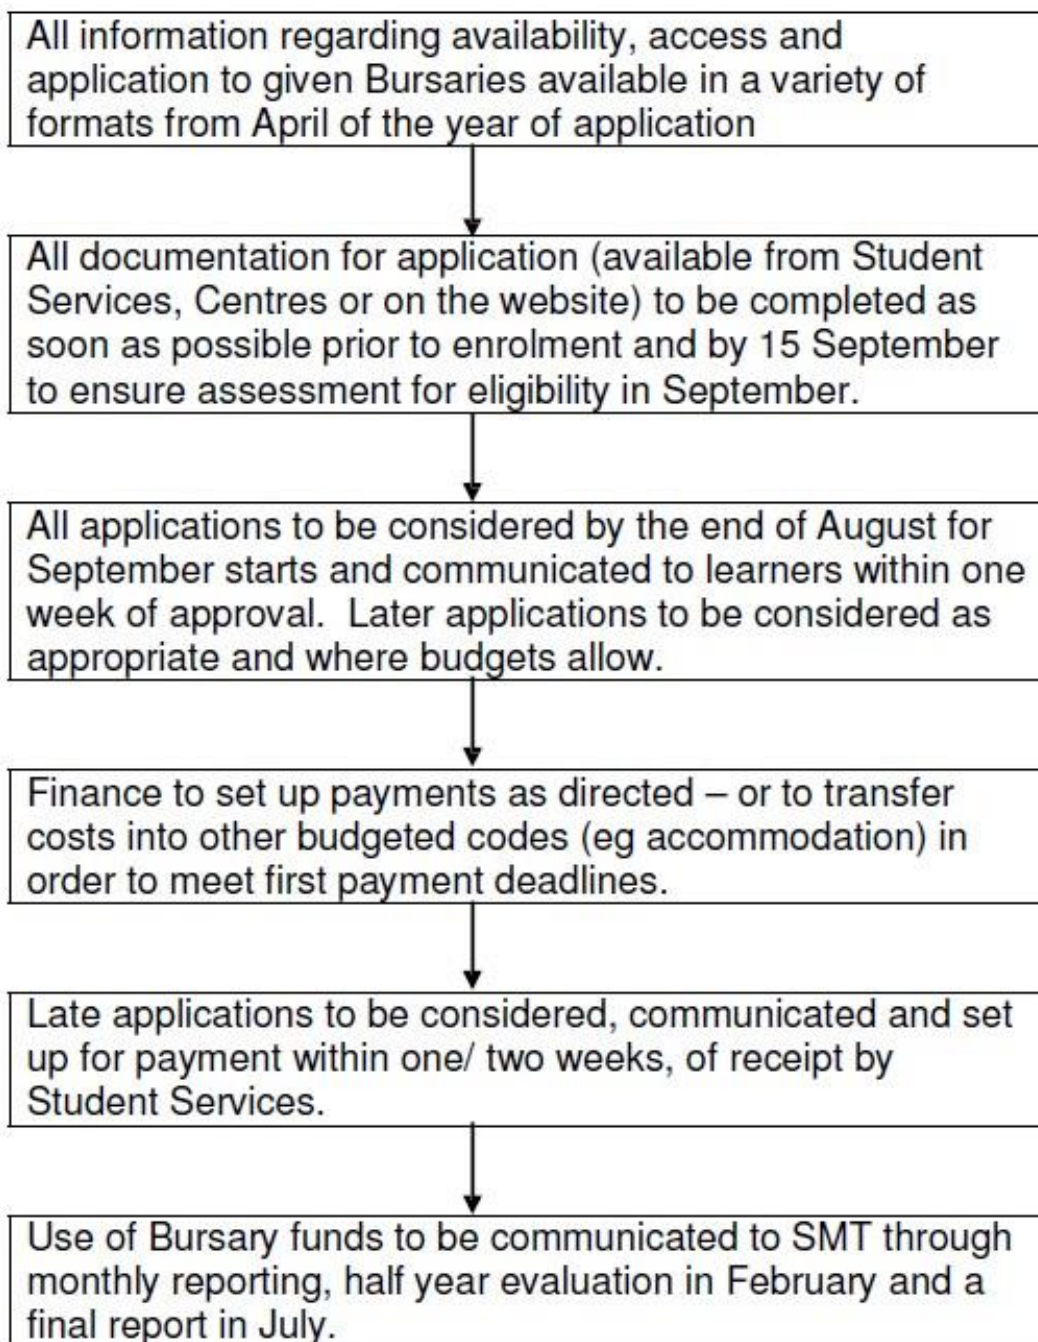 All information regarding availability, access and
application to given Bursaries available in a variety of
formats from April of the year of application
All documentation for application (available from Student
Services, Centres or on the website) to be completed as
soon as possible prior to enrolment and by 15 September
to ensure assessment for eligibility in September.
All applications to be considered by the end of August for
September starts and communicated to learners within one
week of approval.  Later applications to be considered as
appropriate and where budgets allow.
Finance to set up payments as directed – or to transfer
costs into other budgeted codes (eg accommodation) in
order to meet first payment deadlines.
Late applications to be considered, communicated and set
up for payment within one/ two weeks, of receipt by
Student Services.
Use of Bursary funds to be communicated to SMT through
monthly reporting, half year evaluation in February and a
final report in July.